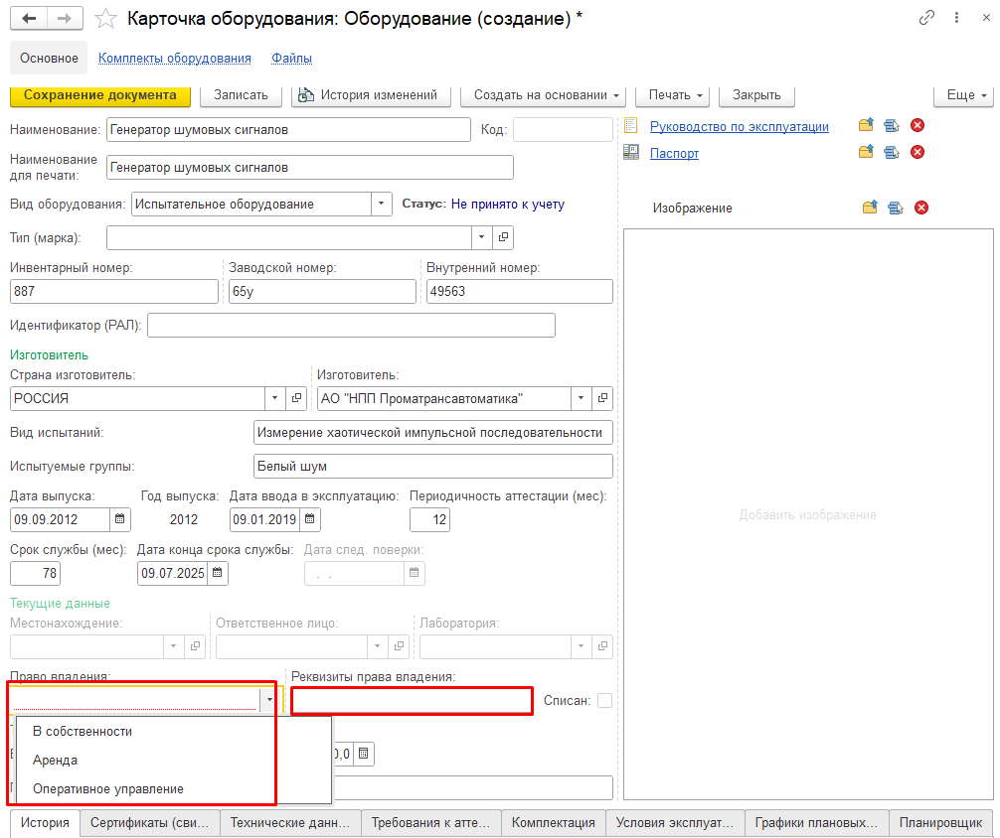 Карточка оборудования: Оборудование (создание) *
Основное Комплекты оборудования Файлы
Сохранение документа Записать История изменений Создать на основании Печать Закрыть Еще
Наименование: Генератор шумовых сигналов Код:
Руководство по эксплуатации
Паспорт
Наименование
для печати: Генератор шумовых сигналов
Вид оборудования: Испытательное оборудование Статус: Не принято к учету
Изображение
Тип (марка):
Инвентарный номер: Заводской номер: Внутренний номер:
887 65у 49563
Идентификатор (РАЛ):
Изготовитель
Страна изготовитель: Изготовитель:
РОССИЯ АО "НПП Проматрансавтоматика"
Вид испытаний: Измерение хаотической импульсной последовательности
Испытуемые группы: Белый шум
Дата выпуска: Год выпуска: Дата ввода в эксплуатацию: Периодичность аттестации (мес):
09.09.2012 2012 09.01.2019 12
Добавить изображение
Срок службы (мес): Дата конца срока службы: Дата след. поверки:
78 09.07.2025 . .
Текущие данные
Местонахождение: Ответственное лицо: Лаборатория:
Право владения: Реквизиты права владения:
Списан:
В собственности
Аренда
0,0
Оперативное управление
История Сертификаты (сви... Технические данн... Требования к атте... Комплектация Условия эксплуат... Графики плановых... Планировщик